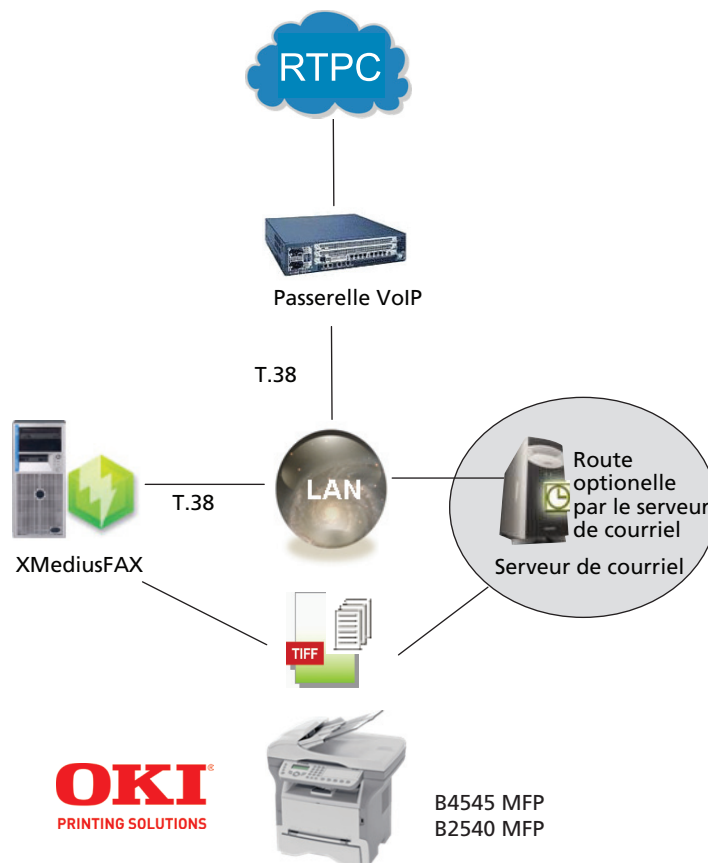 RTPC
Passerelle VoIP
T.38
LAN
T.38
XMediusFAX
Route
optionelle
par le serveur
de courriel
Serveur de courriel
TIFF
OKI®
PRINTING SOLUTIONS
B4545 MFP
B2540 MFP